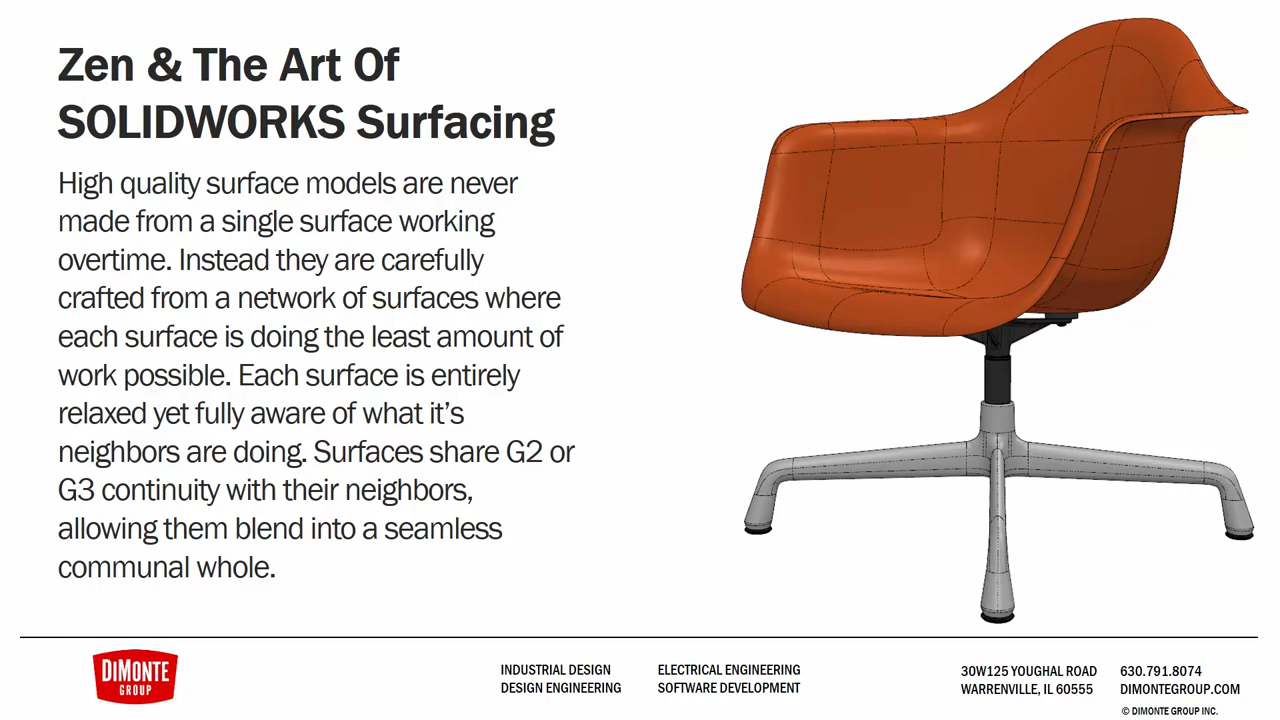 Zen & The Art Of
SOLIDWORKS Surfacing
High quality surface models are never
made from a single surface working
overtime. Instead they are carefully
crafted from a network of surfaces where
each surface is doing the least amount of
work possible. Each surface is entirely
relaxed yet fully aware of what it's
neighbors are doing. Surfaces share G2 or
G3 continuity with their neighbors,
allowing them blend into a seamless
communal whole.
DIMONTE
GROUP
INDUSTRIAL DESIGN
DESIGN ENGINEERING
ELECTRICAL ENGINEERING
SOFTWARE DEVELOPMENT
30W125 YOUGHAL ROAD
WARRENVILLE, IL 60555
630.791.8074
DIMONTEGROUP.COM
© DIMONTE GROUP INC.